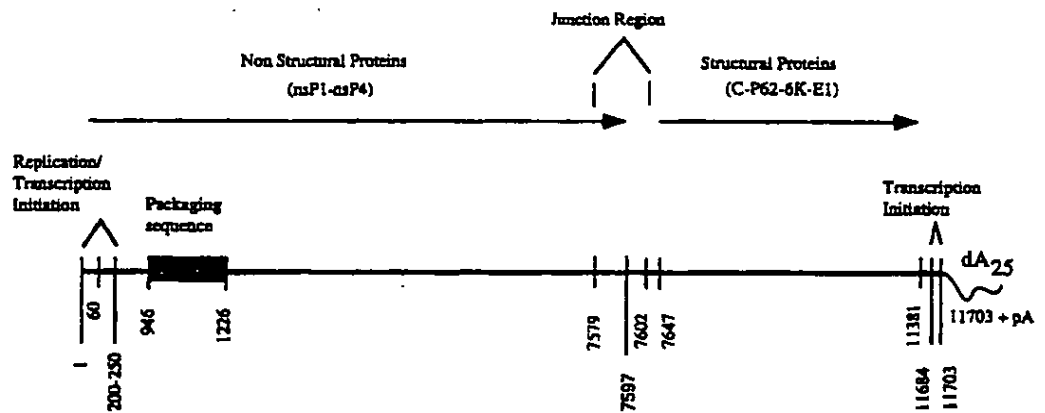 Junction Region
Non Structural Proteins
(nsP1-nsP4)
Structural Proteins
(C-P62-6K-E1)
Replication/
Transcription
Initiation
Packaging
sequence
Transcription
Initiation
dA25
60
946
1226
7579
7602
7647
11381
11703 + pA
1
200-250
7597
11684
11703